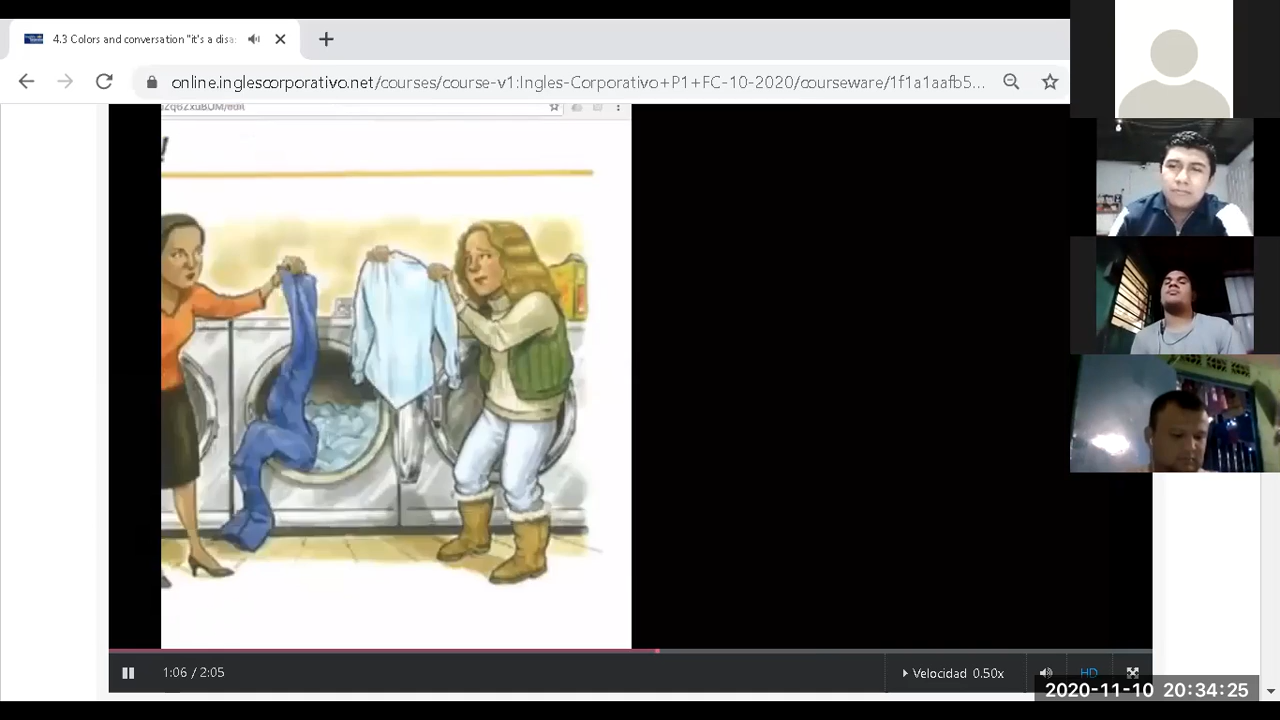 4.3 Colors and conversation "it's a disa
online.inglescorporativo.net/courses/course-v1:Ingles-Corporativo+P1+FC-10-2020/courseware/1f1a1aafb5...
!
1:06 / 2:05
Velocidad 0.50x
HD
2020-11-10 20:34:25